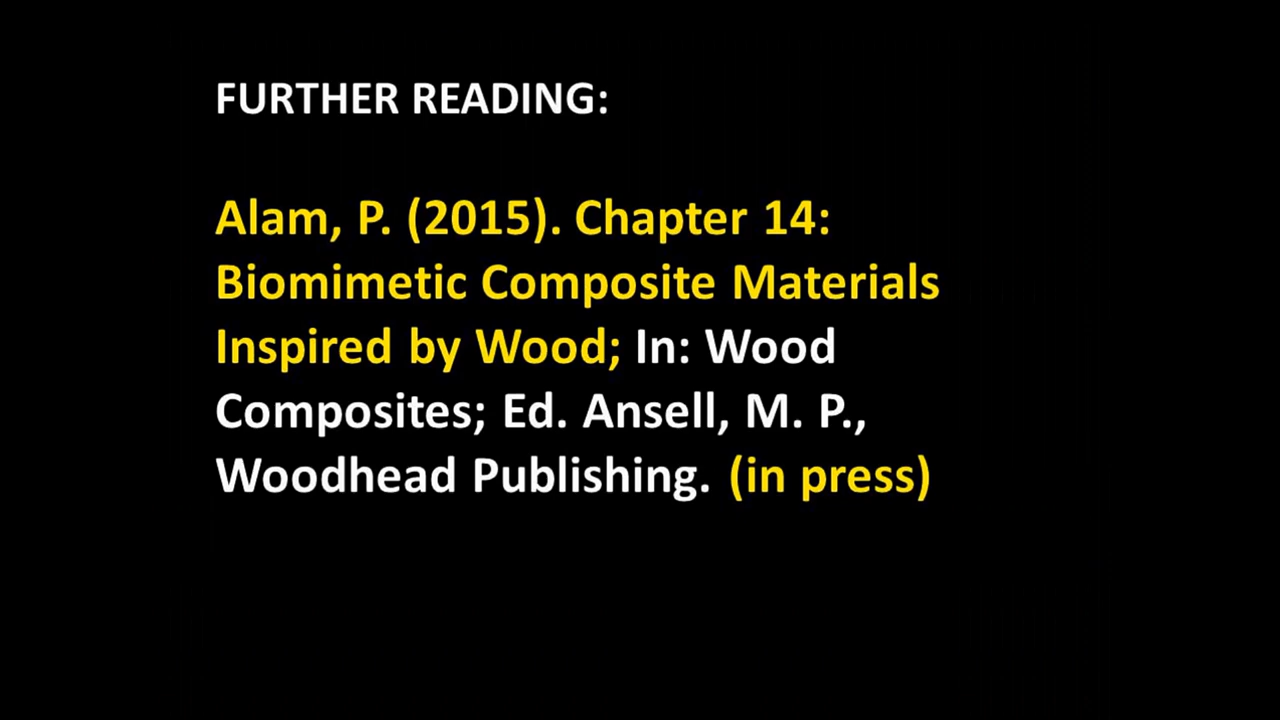 FURTHER READING:
Alam, P. (2015). Chapter 14:
Biomimetic Composite Materials
Inspired by Wood; In: Wood
Composites; Ed. Ansell, M. P.,
Woodhead Publishing. (in press)